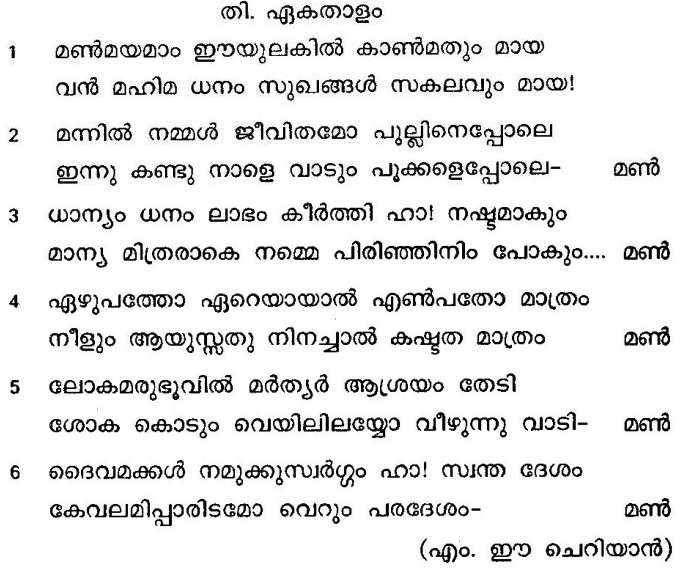 തി. ഏകതാളം
1 മൺമയമാം ഈയുലകിൽ കാൺമതും മായ
വൻ മഹിമ ധനം സുഖങ്ങൾ സകലവും മായ!
2 മന്നിൽ നമ്മൾ ജീവിതമോ പുല്ലിനെപ്പോലെ
ഇന്നു കണ്ടു നാളെ വാടും പൂക്കളെപ്പോലെ- മൺ
3 ധാന്യം ധനം ലാഭം കീർത്തി ഹാ! നഷ്ടമാകും
മാന്യ മിത്രരാകെ നമ്മെ പിരിഞ്ഞിനിം പോകും.... മൺ
4 ഏഴുപത്തോ ഏറെയായാൽ എൺപതോ മാത്രം
നീളും ആയുസ്സതു നിനച്ചാൽ കഷ്ടത മാത്രം മൺ
5 ലോകമരുഭൂവിൽ മർത്യർ ആശ്രയം തേടി
ശോക കൊടും വെയിലിലയ്യോ വീഴുന്നു വാടി- മൺ
6 ദൈവമക്കൾ നമുക്കുസ്വർഗ്ഗം ഹാ! സ്വന്ത ദേശം
കേവലമിപ്പാരിടമോ വെറും പരദേശം- മൺ
(എം. ഈ ചെറിയാൻ)